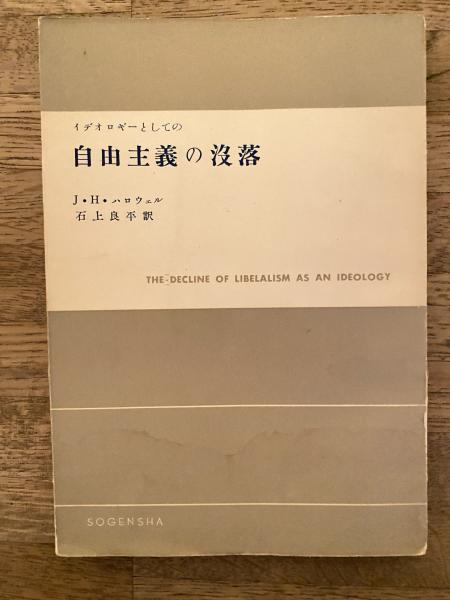 イデオロギーとしての
自由主義の沒落
J・H・ハロウェル
石上良平訳
THE DECLINE OF LIBELALISM AS AN IDEOLOGY
SOGENSHA